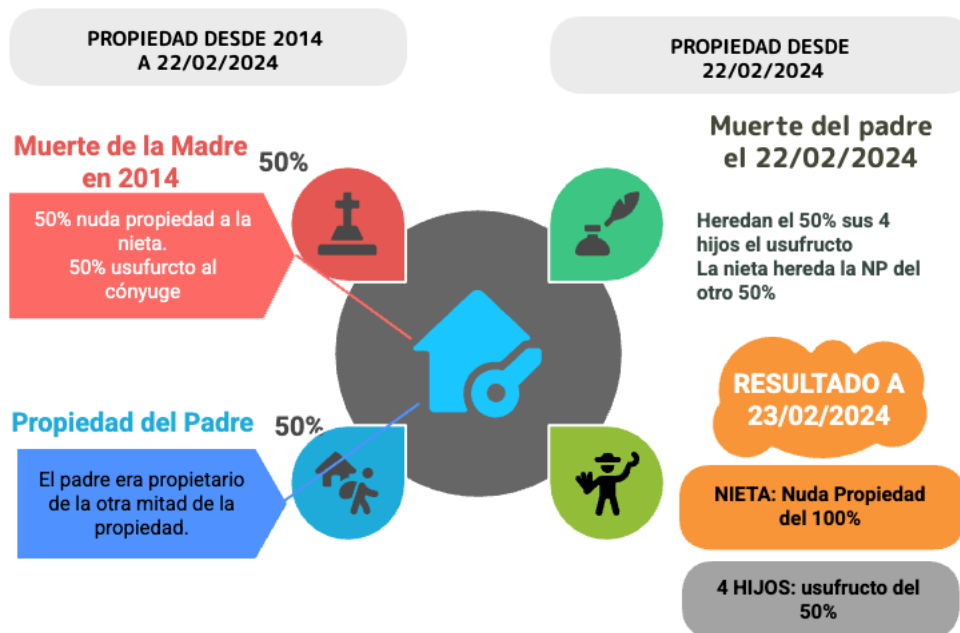 PROPIEDAD DESDE 2014
A 22/02/2024
PROPIEDAD DESDE
22/02/2024
Muerte de la Madre
en 2014
50%
50% nuda propiedad a la
nieta.
50% usufurcto al
cónyuge
Muerte del padre
el 22/02/2024
Heredan el 50% sus 4
hijos el usufructo
La nieta hereda la NP del
otro 50%
Propiedad del Padre
50%
El padre era propietario
de la otra mitad de la
propiedad.
RESULTADO A
23/02/2024
NIETA: Nuda Propiedad
del 100%
4 HIJOS: usufructo del
50%